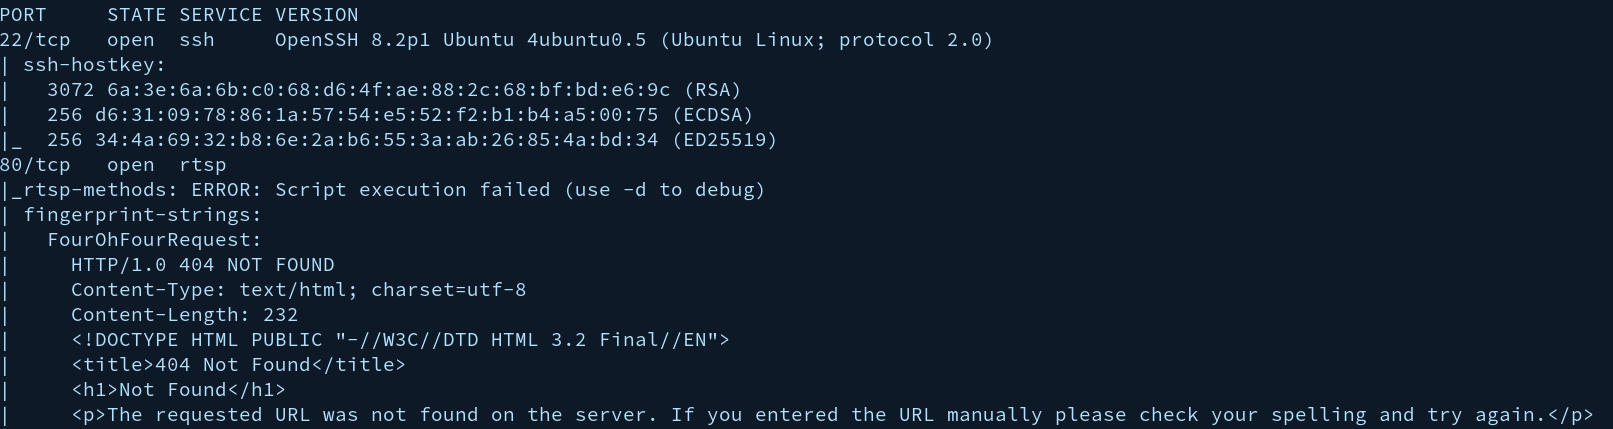 PORT     STATE SERVICE VERSION
22/tcp   open  ssh     OpenSSH 8.2p1 Ubuntu 4ubuntu0.5 (Ubuntu Linux; protocol 2.0)
| ssh-hostkey:
|   3072 6a:3e:6a:6b:c0:68:d6:4f:ae:88:2c:68:bf:bd:e6:9c (RSA)
|   256 d6:31:09:78:86:1a:57:54:e5:52:f2:b1:b4:a5:00:75 (ECDSA)
|_  256 34:4a:69:32:b8:6e:2a:b6:55:3a:ab:26:85:4a:bd:34 (ED25519)
80/tcp   open  rtsp
|_rtsp-methods: ERROR: Script execution failed (use -d to debug)
| fingerprint-strings:
|   FourOhFourRequest:
|     HTTP/1.0 404 NOT FOUND
|     Content-Type: text/html; charset=utf-8
|     Content-Length: 232
|     <!DOCTYPE HTML PUBLIC "-//W3C//DTD HTML 3.2 Final//EN">
|     <title>404 Not Found</title>
|     <h1>Not Found</h1>
|     <p>The requested URL was not found on the server. If you entered the URL manually please check your spelling and try again.</p>